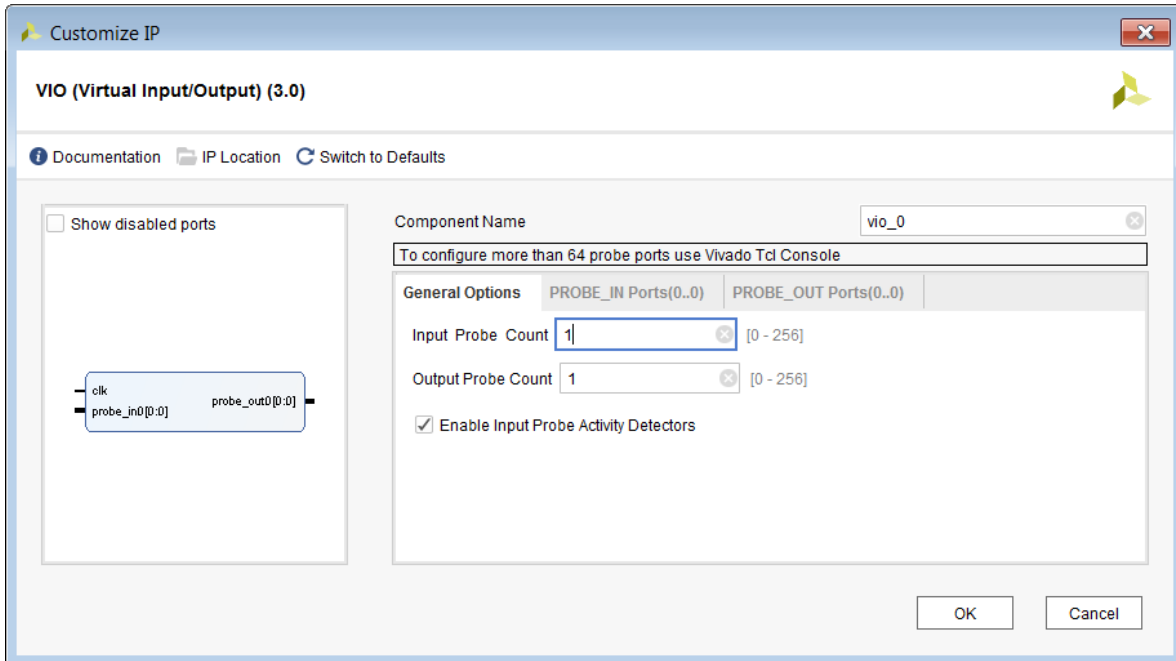 Customize IP
VIO (Virtual Input/Output) (3.0)
Documentation IP Location Switch to Defaults
Show disabled ports
clk
probe_in0[0:0]
probe_out0[0:0]
Component Name vio_0
To configure more than 64 probe ports use Vivado Tcl Console
General Options PROBE_IN Ports(0..0) PROBE_OUT Ports(0..0)
Input Probe Count 1 [0 - 256]
Output Probe Count 1 [0 - 256]
Enable Input Probe Activity Detectors
OK Cancel